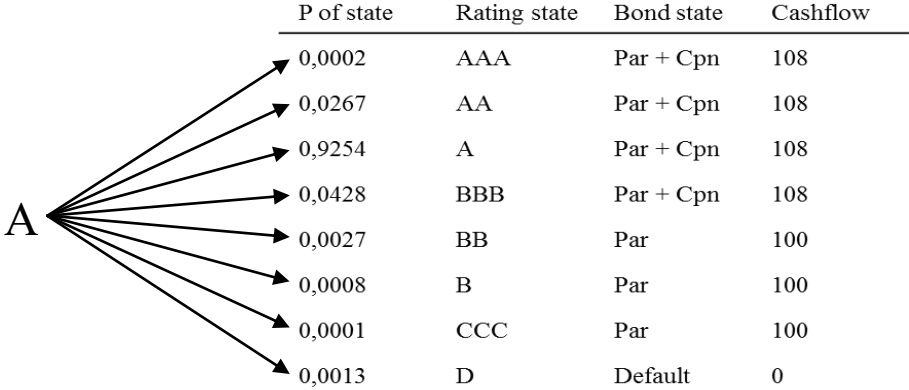 P of state Rating state Bond state Cashflow
0,0002 AAA Par + Cpn 108
0,0267 AA Par + Cpn 108
0,9254 A Par + Cpn 108
0,0428 BBB Par + Cpn 108
A
0,0027 BB Par 100
0,0008 B Par 100
0,0001 CCC Par 100
0,0013 D Default 0